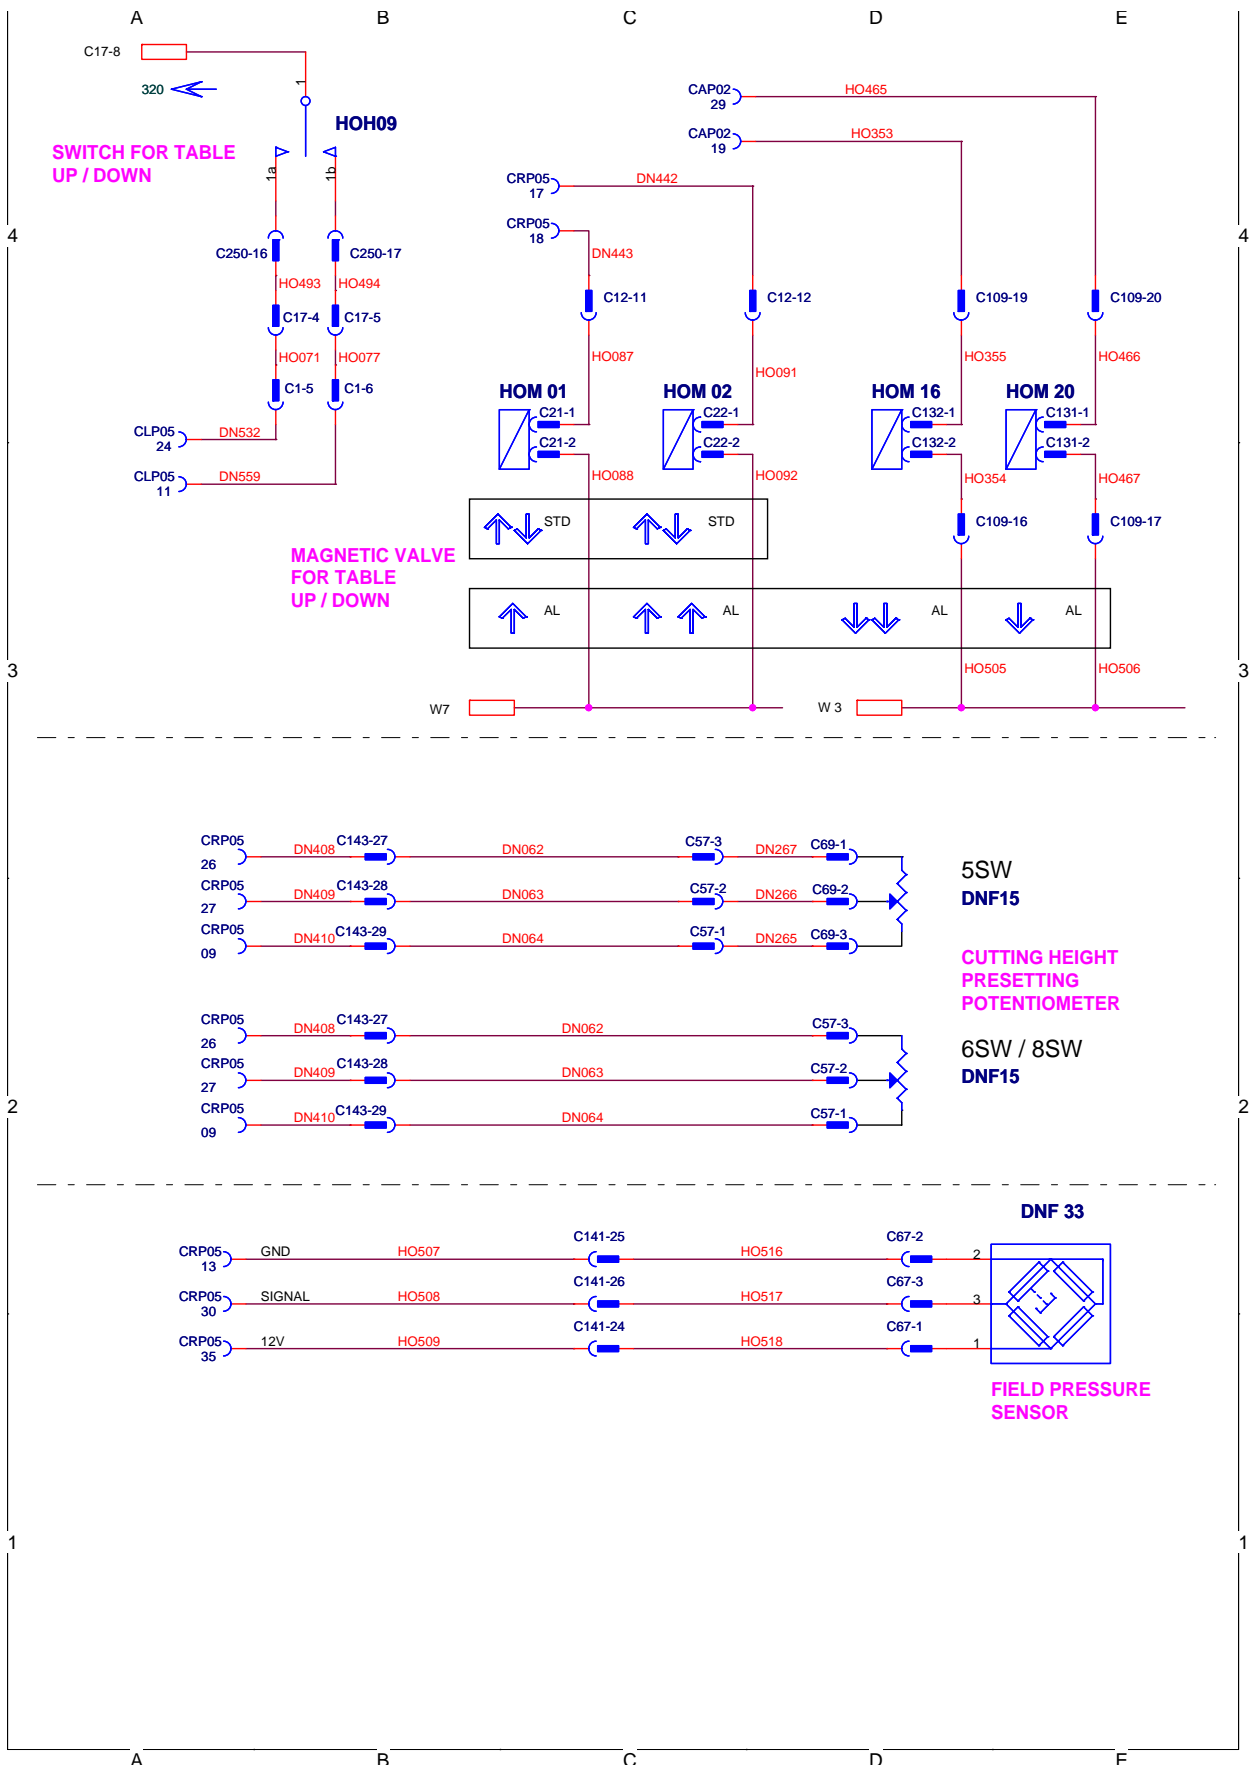 A B C D E
C17-8
320
1
HOH09
SWITCH FOR TABLE
UP / DOWN
1a 1b
CAP02
29
HO465
CAP02
19
HO353
CRP05
17
DN442
CRP05
18
DN443
4 4
C250-16 C250-17
HO493 HO494
C17-4 C17-5
C12-11 C12-12 C109-19 C109-20
HO071 HO077
HO087 HO091 HO355 HO466
C1-5 C1-6
HOM 01 HOM 02 HOM 16 HOM 20
C21-1 C22-1 C132-1 C131-1
C21-2 C22-2 C132-2 C131-2
CLP05
24
DN532
CLP05
11
DN559
HO088 HO092 HO354 HO467
STD STD
C109-16 C109-17
MAGNETIC VALVE
FOR TABLE
UP / DOWN
AL AL AL AL
3 3
HO505 HO506
W7 W 3
CRP05
26
DN408 C143-27 DN062 C57-3 DN267 C69-1
CRP05
27
DN409 C143-28 DN063 C57-2 DN266 C69-2
CRP05
09
DN410 C143-29 DN064 C57-1 DN265 C69-3
5SW
DNF15
CUTTING HEIGHT
PRESETTING
POTENTIOMETER
CRP05
26
DN408 C143-27 DN062 C57-3
CRP05
27
DN409 C143-28 DN063 C57-2
CRP05
09
DN410 C143-29 DN064 C57-1
6SW / 8SW
DNF15
2 2
DNF 33
CRP05
13
GND HO507 C141-25 HO516 C67-2 2
CRP05
30
SIGNAL HO508 C141-26 HO517 C67-3 3
CRP05
35
12V HO509 C141-24 HO518 C67-1 1
FIELD PRESSURE
SENSOR
1 1
A B C D E